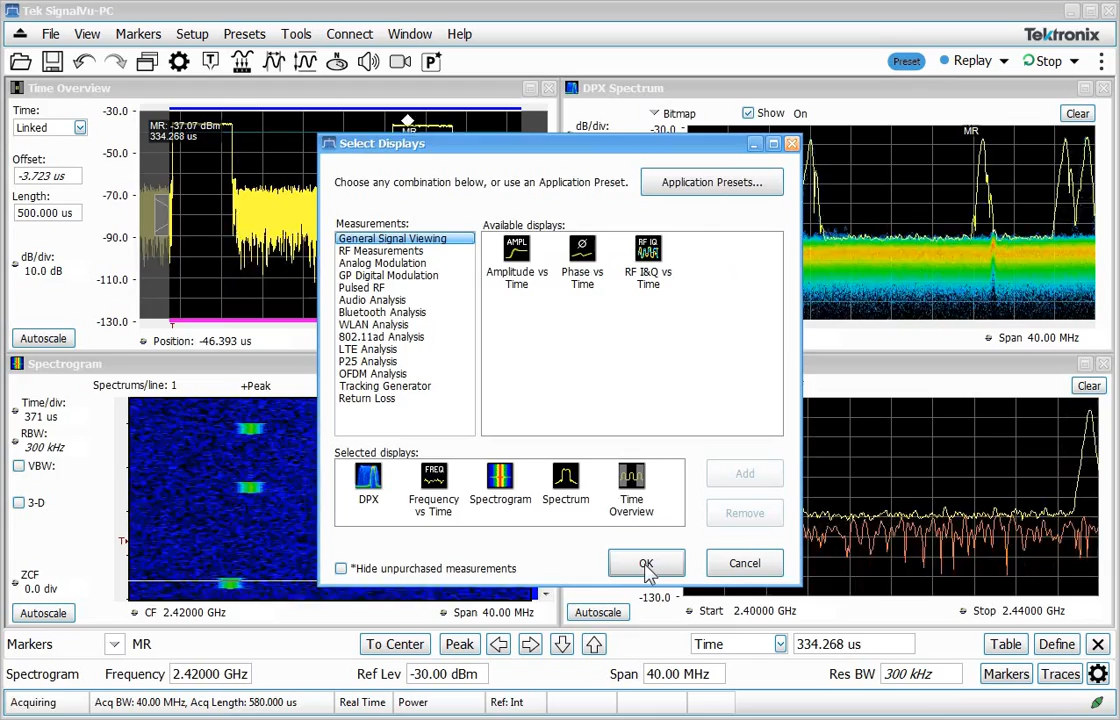 Tek SignalVu-PC
File View Markers Setup Presets Tools Connect Window Help
Tektronix
Preset Replay Stop
Time Overview
Time:
Linked
Offset:
-3.723 us
Length:
500.000 us
dB/div:
10.0 dB
Autoscale
-30.0
-50.0
-70.0
-90.0
-110.0
-130.0
MR: -37.07 dBm
334.268 us
MR
T
Position: -46.393 us
DPX Spectrum
dB/div: Bitmap Show On Clear
-30.0
MR
Span 40.00 MHz
Select Displays
Choose any combination below, or use an Application Preset.
Application Presets...
Measurements:
General Signal Viewing
RF Measurements
Analog Modulation
GP Digital Modulation
Pulsed RF
Audio Analysis
Bluetooth Analysis
WLAN Analysis
802.11ad Analysis
LTE Analysis
P25 Analysis
OFDM Analysis
Tracking Generator
Return Loss
Available displays:
AMPL
Amplitude vs
Time
Phase vs
Time
RF IQ
RF I&Q vs
Time
Selected displays:
DPX
FREQ
Frequency
vs Time
Spectrogram
Spectrum
Time
Overview
Add
Remove
*Hide unpurchased measurements
OK
Cancel
Spectrogram
Spectrums/line: 1 +Peak
Time/div:
371 us
RBW:
300 kHz
VBW:
3-D
T
ZCF
0.0 div
Autoscale
CF 2.42000 GHz
Span 40.00 MHz
Clear
-130.0
Autoscale
Start 2.40000 GHz
Stop 2.44000 GHz
Markers MR To Center Peak Time 334.268 us Table Define
Spectrogram Frequency 2.42000 GHz Ref Lev -30.00 dBm Span 40.00 MHz Res BW 300 kHz Markers Traces
Acquiring Acq BW: 40.00 MHz, Acq Length: 580.000 us Real Time Power Ref: Int